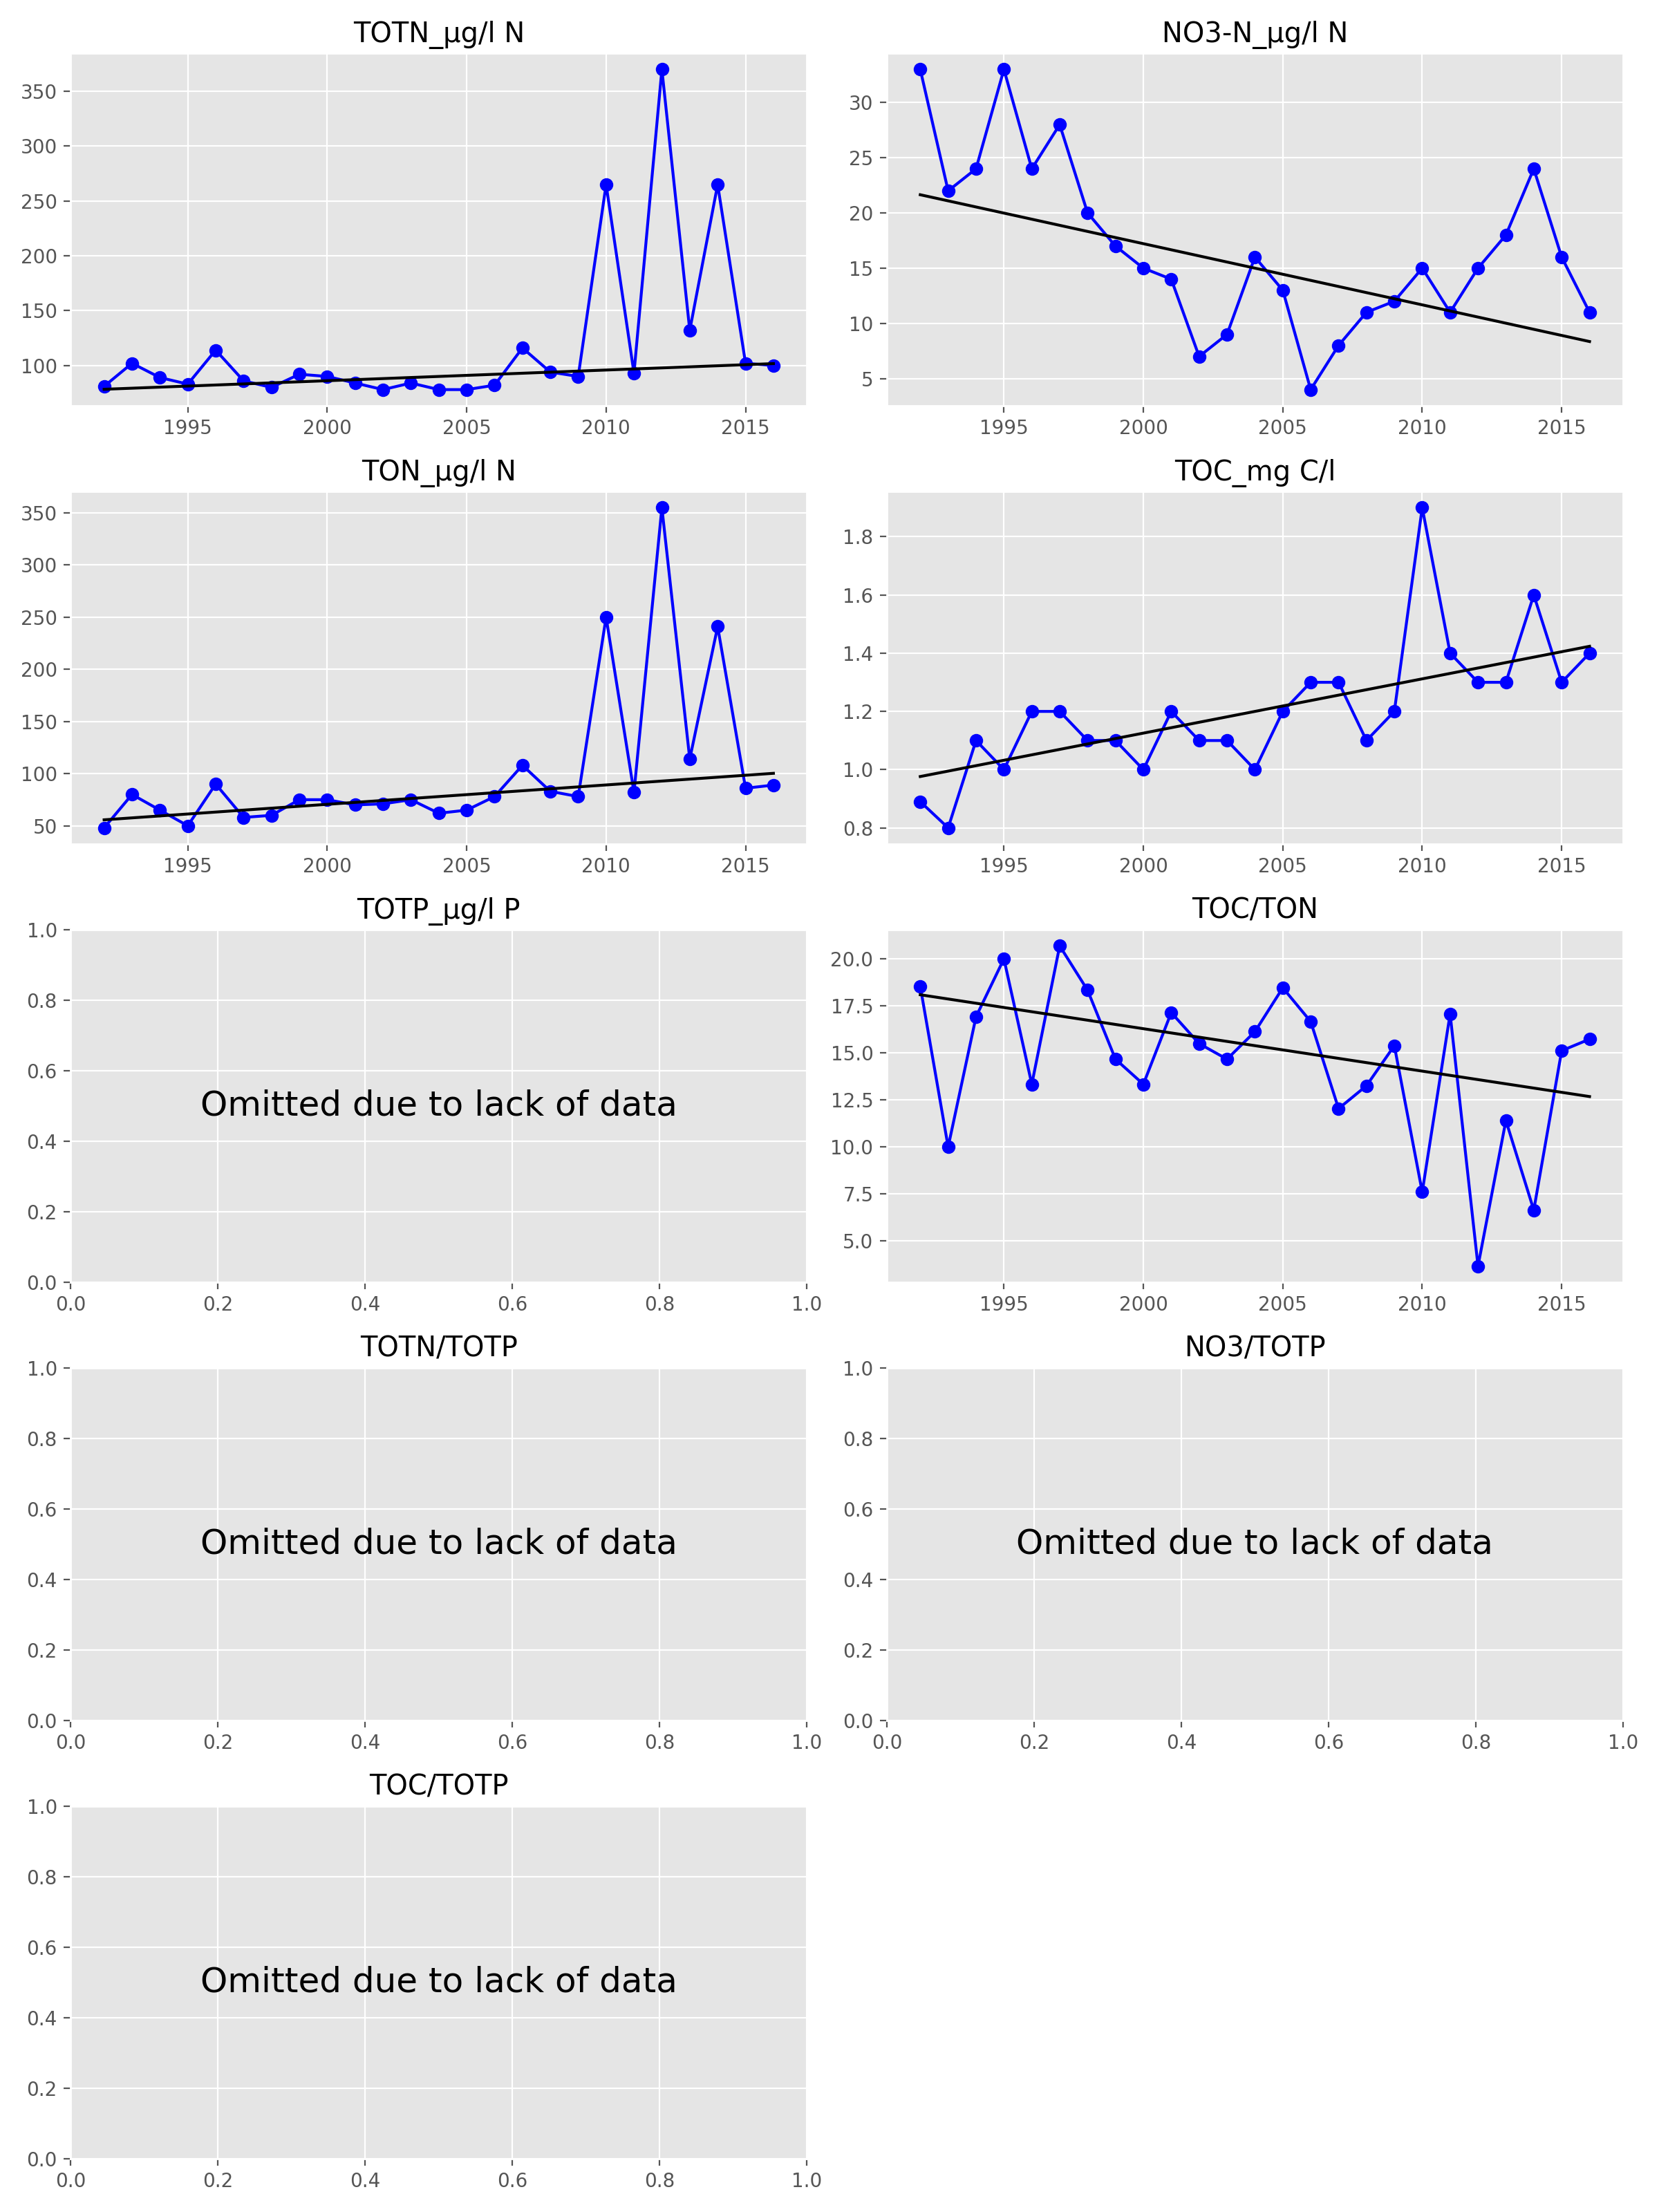 TOTN_µg/l N
350
300
250
200
150
100
1995 2000 2005 2010 2015
NO3-N_µg/l N
30
25
20
15
10
5
1995 2000 2005 2010 2015
TON_µg/l N
350
300
250
200
150
100
50
1995 2000 2005 2010 2015
TOC_mg C/l
1.8
1.6
1.4
1.2
1.0
0.8
1995 2000 2005 2010 2015
TOTP_µg/l P
1.0
0.8
0.6
Omitted due to lack of data
0.4
0.2
0.0
0.0 0.2 0.4 0.6 0.8 1.0
TOC/TON
20.0
17.5
15.0
12.5
10.0
7.5
5.0
1995 2000 2005 2010 2015
TOTN/TOTP
1.0
0.8
0.6
Omitted due to lack of data
0.4
0.2
0.0
0.0 0.2 0.4 0.6 0.8 1.0
NO3/TOTP
1.0
0.8
0.6
Omitted due to lack of data
0.4
0.2
0.0
0.0 0.2 0.4 0.6 0.8 1.0
TOC/TOTP
1.0
0.8
0.6
Omitted due to lack of data
0.4
0.2
0.0
0.0 0.2 0.4 0.6 0.8 1.0